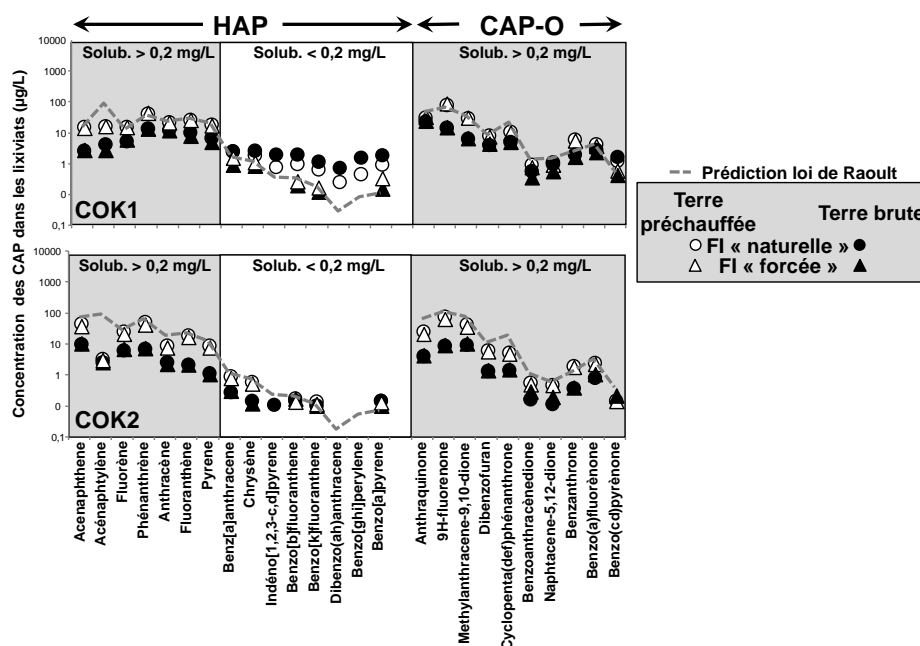 HAP
CAP-O
Concentration des CAP dans les lixiviats (µg/L)
Solub. > 0,2 mg/L
Solub. < 0,2 mg/L
Solub. > 0,2 mg/L
10000
1000
100
10
1
0
0,1
COK1
Solub. > 0,2 mg/L
Solub. < 0,2 mg/L
Solub. > 0,2 mg/L
10000
1000
100
10
1
0
0,1
COK2
Prédiction loi de Raoult
Terre préchauffée
Terre brute
FI « naturelle »
FI « forcée »
Acenaphthene
Acénaphtylène
Fluorène
Phénanthrène
Anthracène
Fluoranthène
Pyrene
Benz[a]anthracene
Chrysène
Indéno[1,2,3-c,d]pyrene
Benzo[b]fluoranthene
Benzo[k]fluoranthene
Dibenzo(ah)anthracene
Benzo[ghi]perylene
Benzo[a]pyrene
Anthraquinone
9H-fluorenone
Methylanthracene-9,10-dione
Dibenzofuran
Cyclopenta(def)phénanthrone
Benzoanthracènedione
Naphtacene-5,12-dione
Benzanthrone
Benzo(a)fluorènone
Benzo(cd)pyrènone